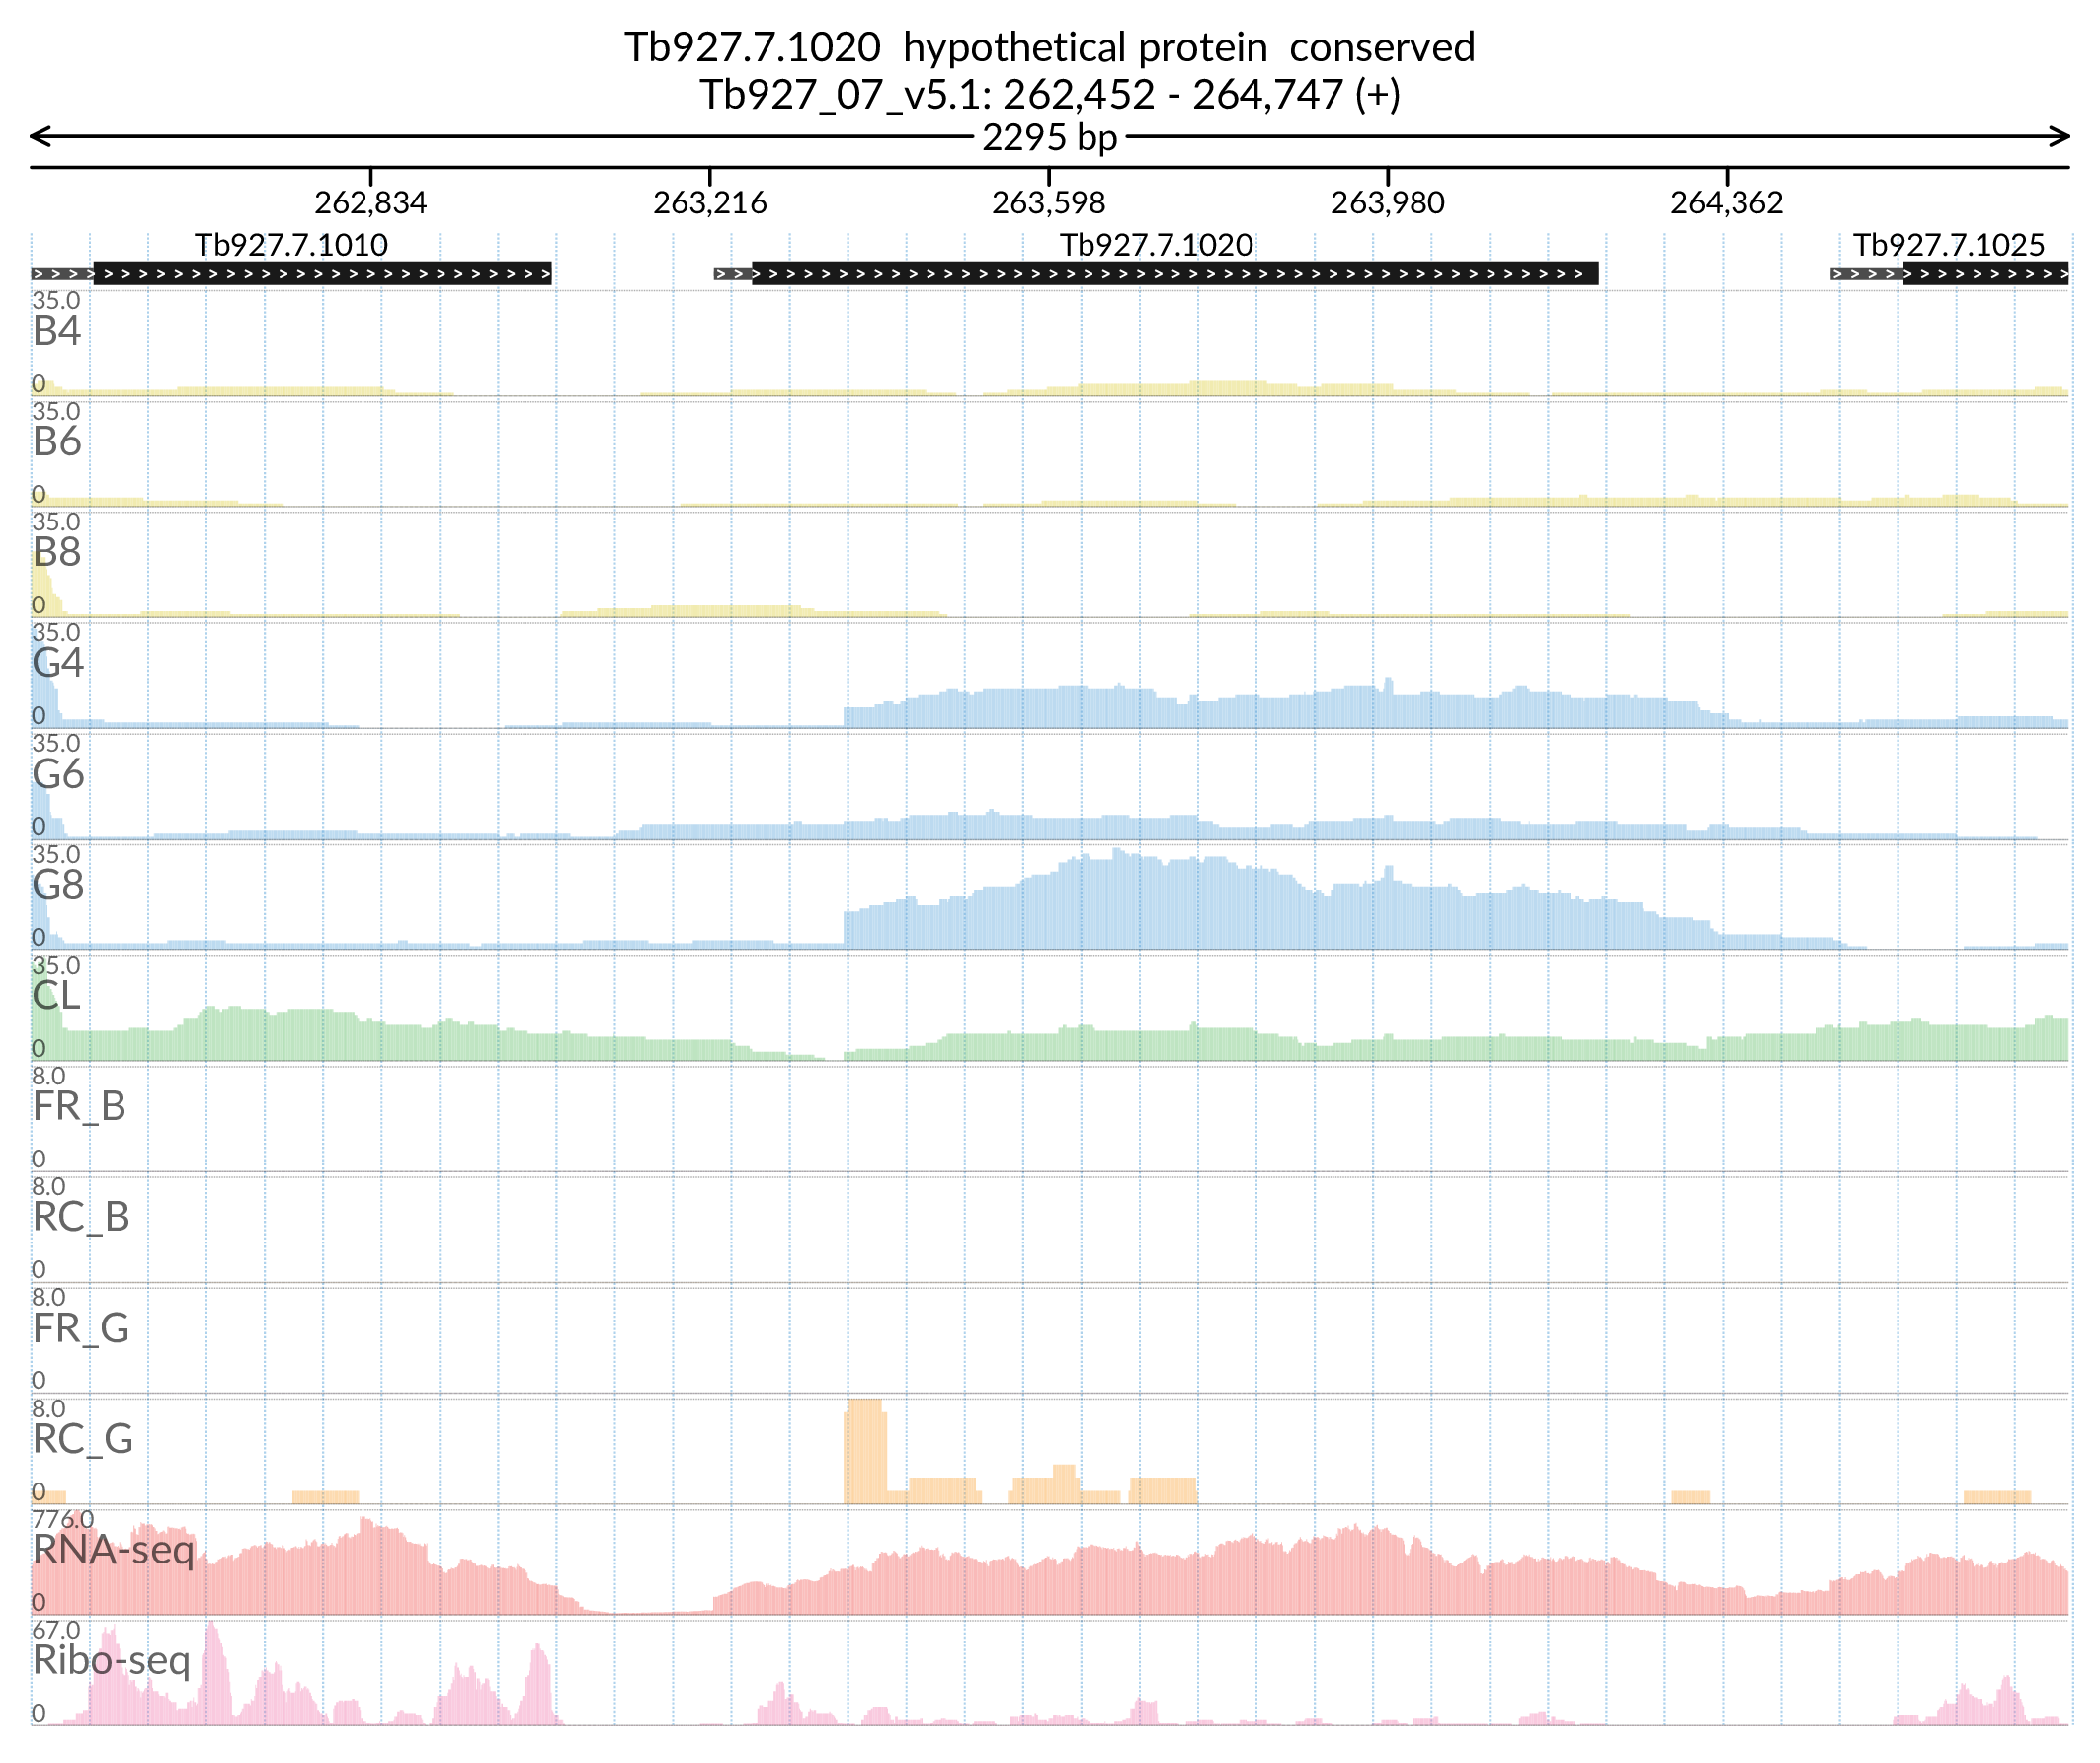 Tb927.7.1020 hypothetical protein conserved
Tb927_07_v5.1: 262,452 - 264,747 (+)
2295 bp
262,834 263,216 263,598 263,980 264,362
Tb927.7.1010 Tb927.7.1020 Tb927.7.1025
35.0
B4
0
35.0
B6
0
35.0
B8
0
35.0
G4
0
35.0
G6
0
35.0
G8
0
35.0
CL
0
8.0
FR_B
0
8.0
RC_B
0
8.0
FR_G
0
8.0
RC_G
0
776.0
RNA-seq
0
67.0
Ribo-seq
0